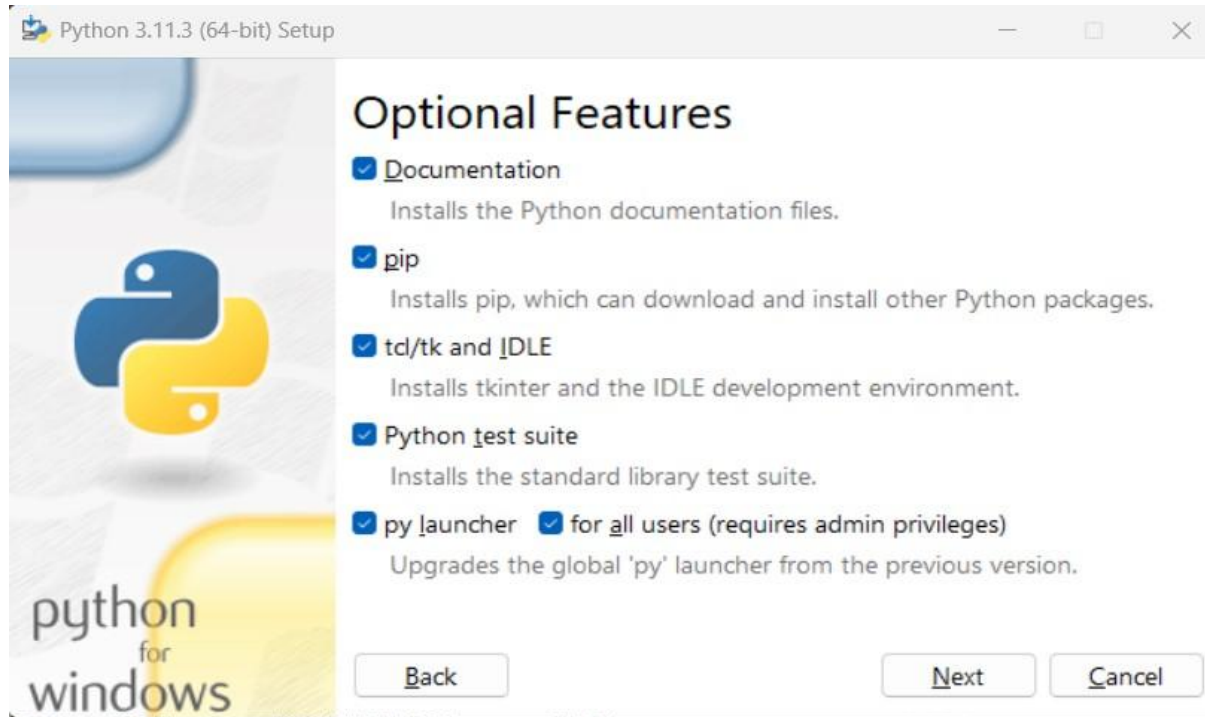 Python 3.11.3 (64-bit) Setup
Optional Features
Documentation
Installs the Python documentation files.
pip
Installs pip, which can download and install other Python packages.
tcl/tk and IDLE
Installs tkinter and the IDLE development environment.
Python test suite
Installs the standard library test suite.
py launcher for all users (requires admin privileges)
Upgrades the global 'py' launcher from the previous version.
python
for
windows
Back Next Cancel